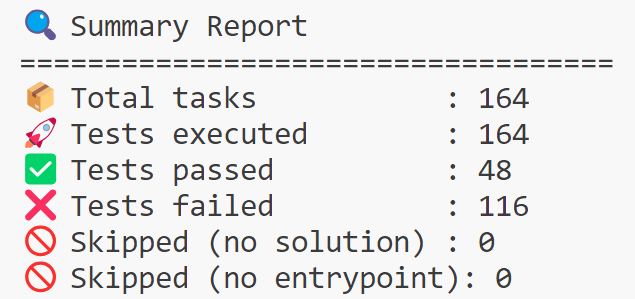 🔍 Summary Report
===================================
📦 Total tasks           : 164
🚀 Tests executed        : 164
✅ Tests passed          : 48
❌ Tests failed          : 116
🚫 Skipped (no solution) : 0
🚫 Skipped (no entrypoint): 0